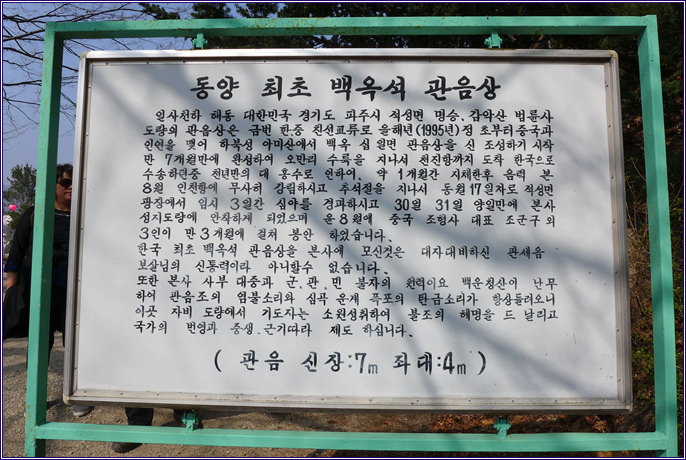 동양 최초 백옥석 관음상
일사천하 해동 대한민국 경기도 파주시 적성면 명승, 감악산 범륜사
도량의 관음상은 금번 한중 친선교류로 올해년(1995년)정 초부터 중국과
인연을 맺어 하북성 아미산에서 백옥 십 일면 관음상을 신 조성하기 시작
만 7개월만에 완성하여 오만리 수륙을 지나서 천진항까지 도착 한국으로
수송하련중 천년만의 대 홍수로 인하여, 약 1개월간 지체한후 음력 본
8월 인천항에 무사히 강림하시고 추석절을 지나서 동원 17일자로 적성면
광장에서 임시 3일간 심야를 경과하시고 30일 31일 양일만에 본사
성지도량에 안착하게 되었으며 윤8월에 중국 조형사 대표 조군구 외
3인이 만 3개월에 걸쳐 봉안 하였습니다.
한국 최초 백옥석 관음상을 본사에 모신것은 대자대비하신 관세음
보살님의 신통력이라 아니할수 없습니다.
또한 본사 사부 대중과 군.관.민 불자의 원력이요 백운청산이 난무
하여 관음조의 염불소리와 심곡 운계 폭포의 탄금소리가 항상들려오니
이곳 자비 도량에서 기도자는 소원성취하여 불조의 혜명을 드 날리고
국가의 번영과 중생.근기따라 제도 하십니다.
(관음 신장:7m 좌대:4m)